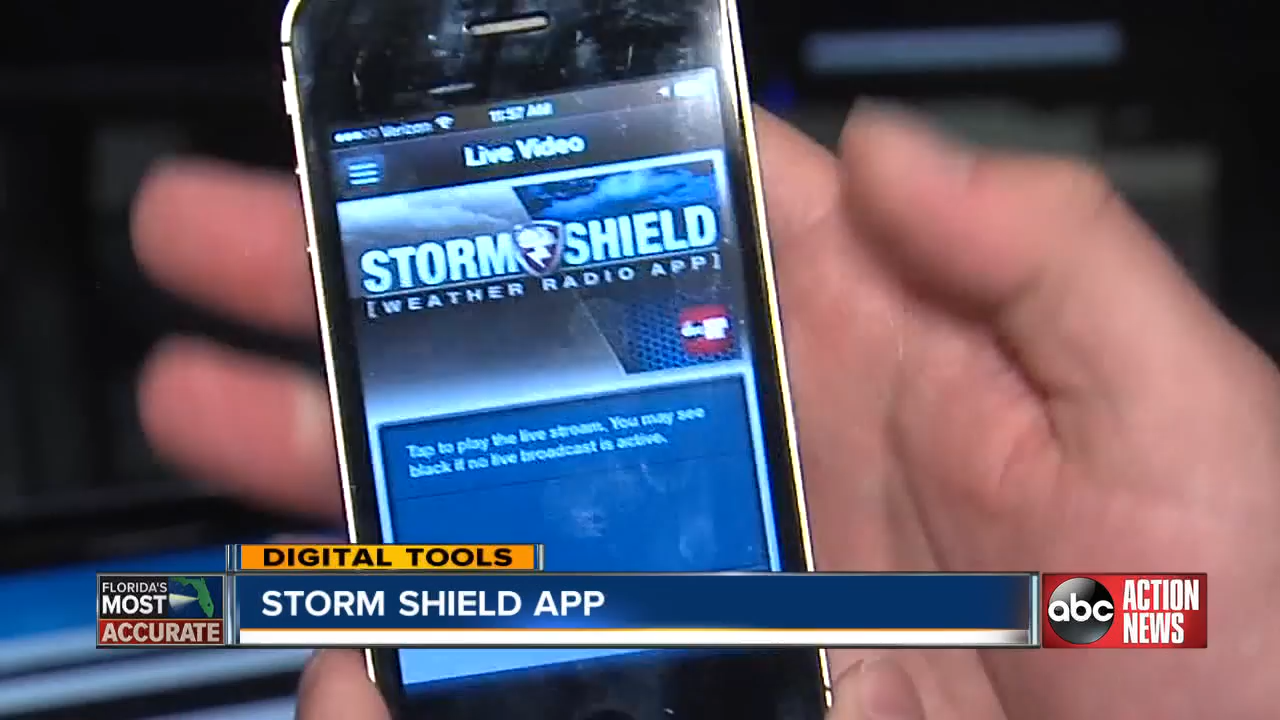 Verizon 11:57 AM
Live Video
STORM SHIELD
[WEATHER RADIO APP]
Tap to play the live stream. You may see
black if no live broadcast is active.
DIGITAL TOOLS
FLORIDA'S
MOST
ACCURATE
STORM SHIELD APP
abc
ACTION
NEWS